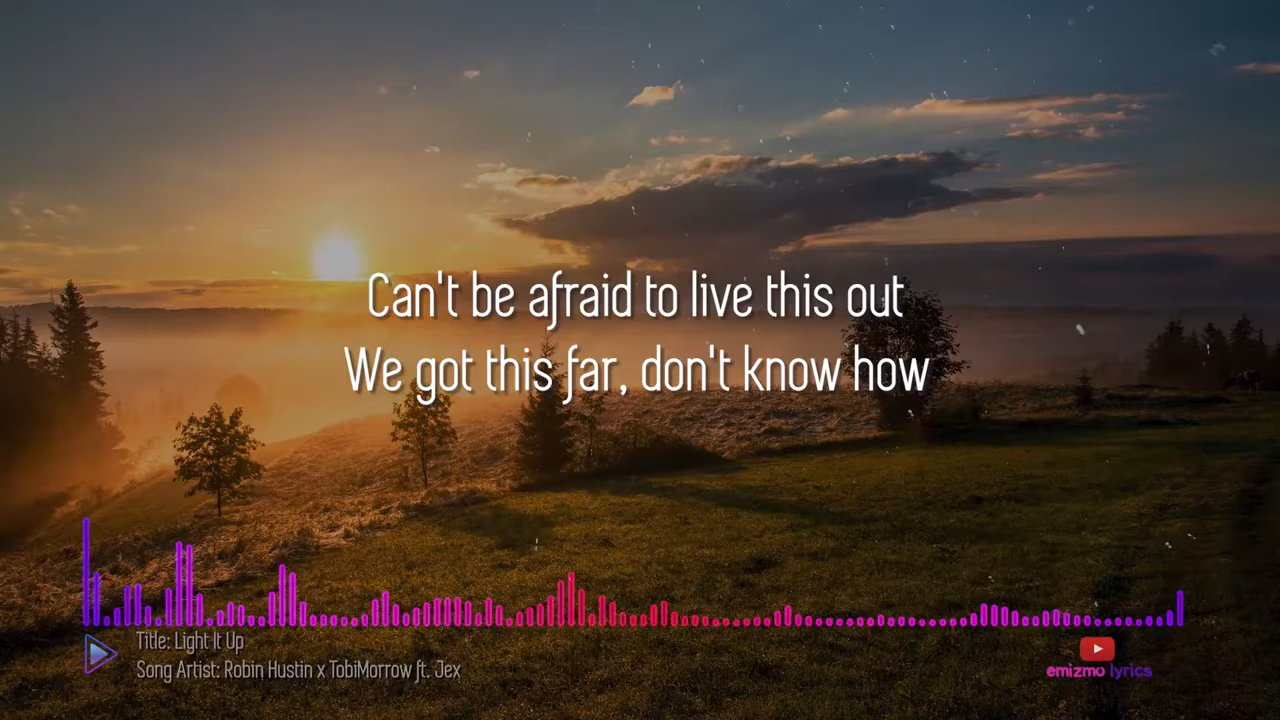 Can't be afraid to live this out
We got this far, don't know how
Title: Light It Up
Song Artist: Robin Hustin x TobiMorrow ft. Jex
emizmo lyrics